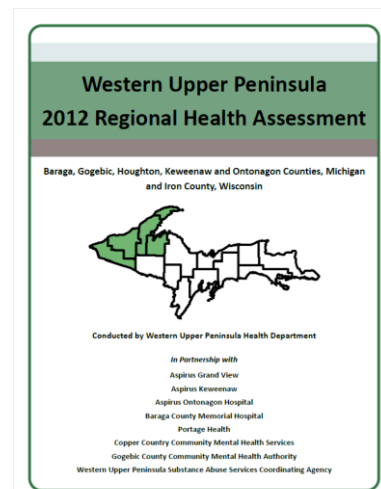 Western Upper Peninsula
2012 Regional Health Assessment
Baraga, Gogebic, Houghton, Keweenaw and Ontonagon Counties, Michigan
and Iron County, Wisconsin
Conducted by Western Upper Peninsula Health Department
In Partnership with
Aspirus Grand View
Aspirus Keweenaw
Aspirus Ontonagon Hospital
Baraga County Memorial Hospital
Portage Health
Copper Country Community Mental Health Services
Gogebic County Community Mental Health Authority
Western Upper Peninsula Substance Abuse Services Coordinating Agency